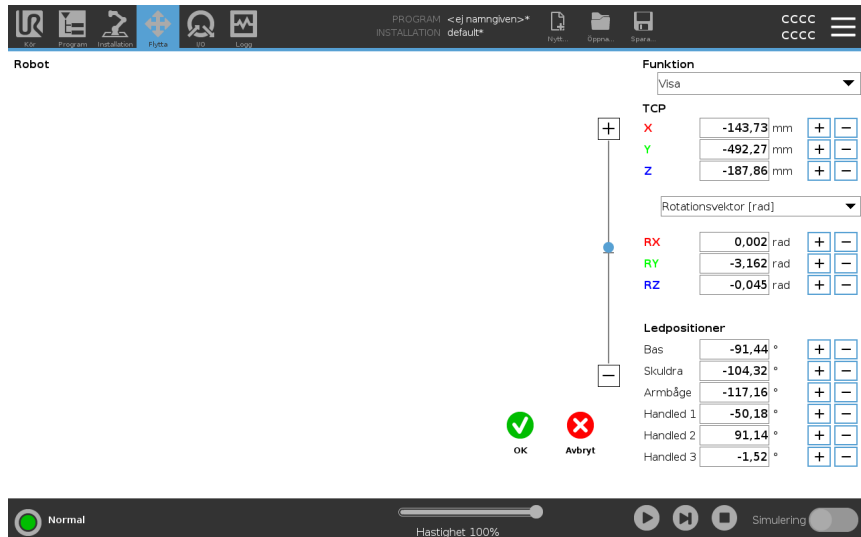 UR
PROGRAM <ej namngiven>*
INSTALLATION default*
CCCC
CCCC
Kör Program Installation Flytta I/O Logg
Nytt... Öppna... Spara...
Robot
Funktion
Visa
TCP
X -143,73 mm + −
Y -492,27 mm + −
Z -187,86 mm + −
Rotationsvektor [rad]
RX 0,002 rad + −
RY -3,162 rad + −
RZ -0,045 rad + −
Ledpositioner
Bas -91,44 ° + −
Skuldra -104,32 ° + −
Armbåge -117,16 ° + −
Handled 1 -50,18 ° + −
Handled 2 91,14 ° + −
Handled 3 -1,52 ° + −
+
−
OK Avbryt
Normal
Hastighet 100%
Simulering